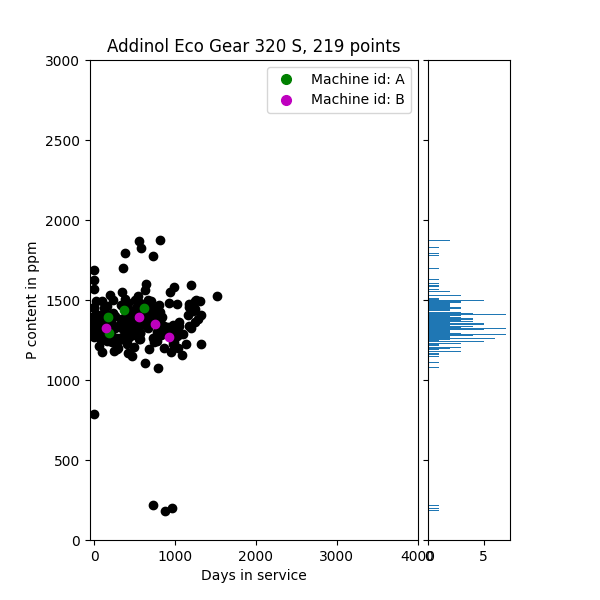 Addinol Eco Gear 320 S, 219 points
Machine id: A
Machine id: B
P content in ppm
3000
2500
2000
1500
1000
500
0
0 1000 2000 3000 4000
0 5
Days in service